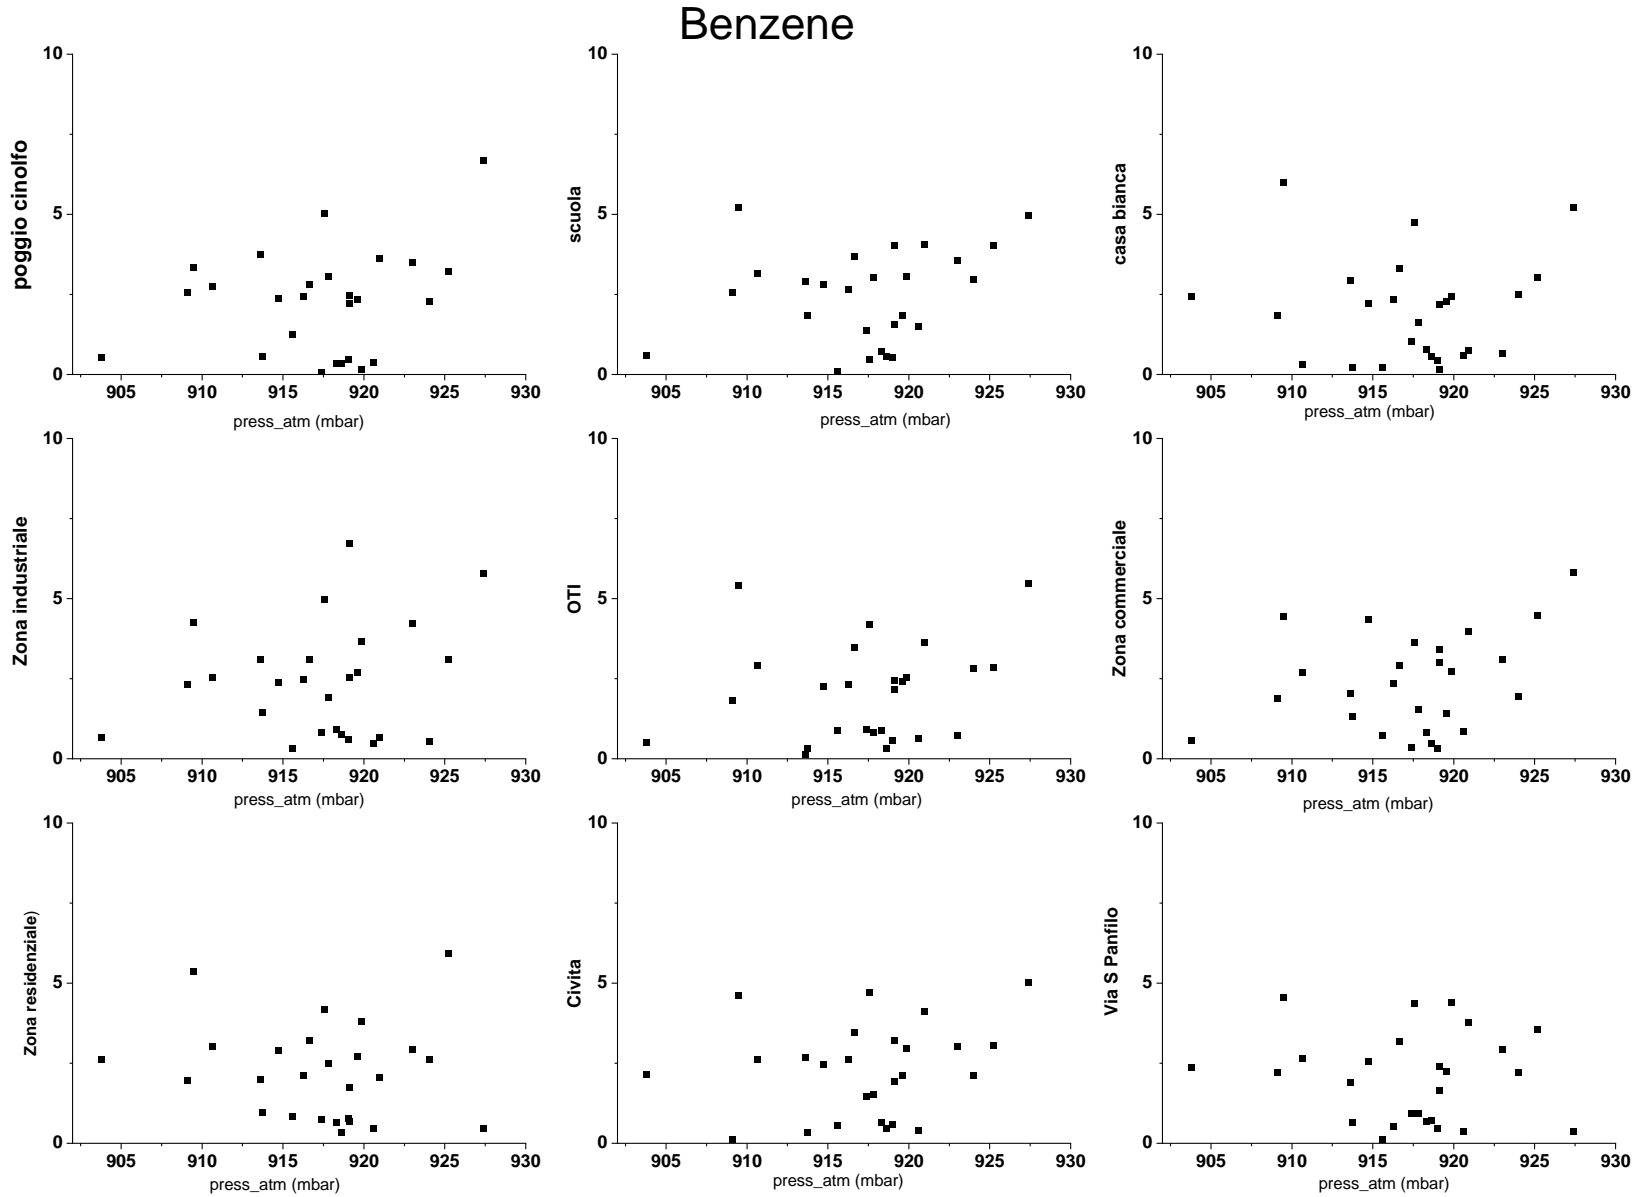 Benzene
10
5
0
poggio cinolfo
905 910 915 920 925 930
press_atm (mbar)
10
5
0
scuola
905 910 915 920 925 930
press_atm (mbar)
10
5
0
casa bianca
905 910 915 920 925 930
press_atm (mbar)
10
5
0
Zona industriale
905 910 915 920 925 930
press_atm (mbar)
10
5
0
OTI
905 910 915 920 925 930
press_atm (mbar)
10
5
0
Zona commerciale
905 910 915 920 925 930
press_atm (mbar)
10
5
0
Zona residenziale)
905 910 915 920 925 930
press_atm (mbar)
10
5
0
Civita
905 910 915 920 925 930
press_atm (mbar)
10
5
0
Via S Panfilo
905 910 915 920 925 930
press_atm (mbar)